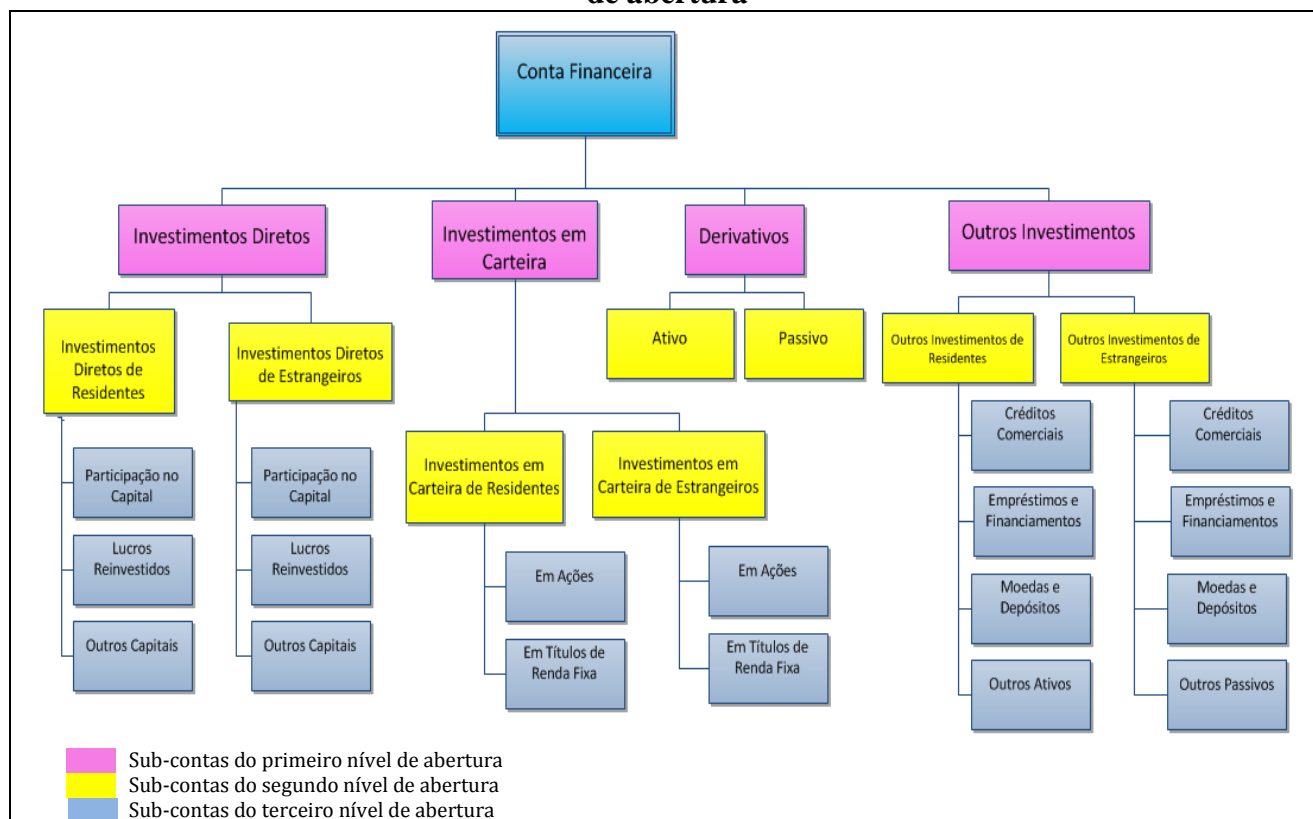 de abertura
Conta Financeira
Investimentos Diretos
Investimentos em
Carteira
Derivativos
Outros Investimentos
Investimentos
Diretos de
Residentes
Investimentos Diretos
de Estrangeiros
Ativo
Passivo
Outros Investimentos de
Residentes
Outros Investimentos de
Estrangeiros
Participação no
Capital
Lucros
Reinvestidos
Outros Capitais
Participação no
Capital
Lucros
Reinvestidos
Outros Capitais
Investimentos em
Carteira de Residentes
Investimentos em
Carteira de Estrangeiros
Em Ações
Em Títulos de
Renda Fixa
Em Ações
Em Títulos de
Renda Fixa
Créditos
Comerciais
Empréstimos e
Financiamentos
Moedas e
Depósitos
Outros Ativos
Créditos
Comerciais
Empréstimos e
Financiamentos
Moedas e
Depósitos
Outros Passivos
Sub-contas do primeiro nível de abertura
Sub-contas do segundo nível de abertura
Sub-contas do terceiro nível de abertura